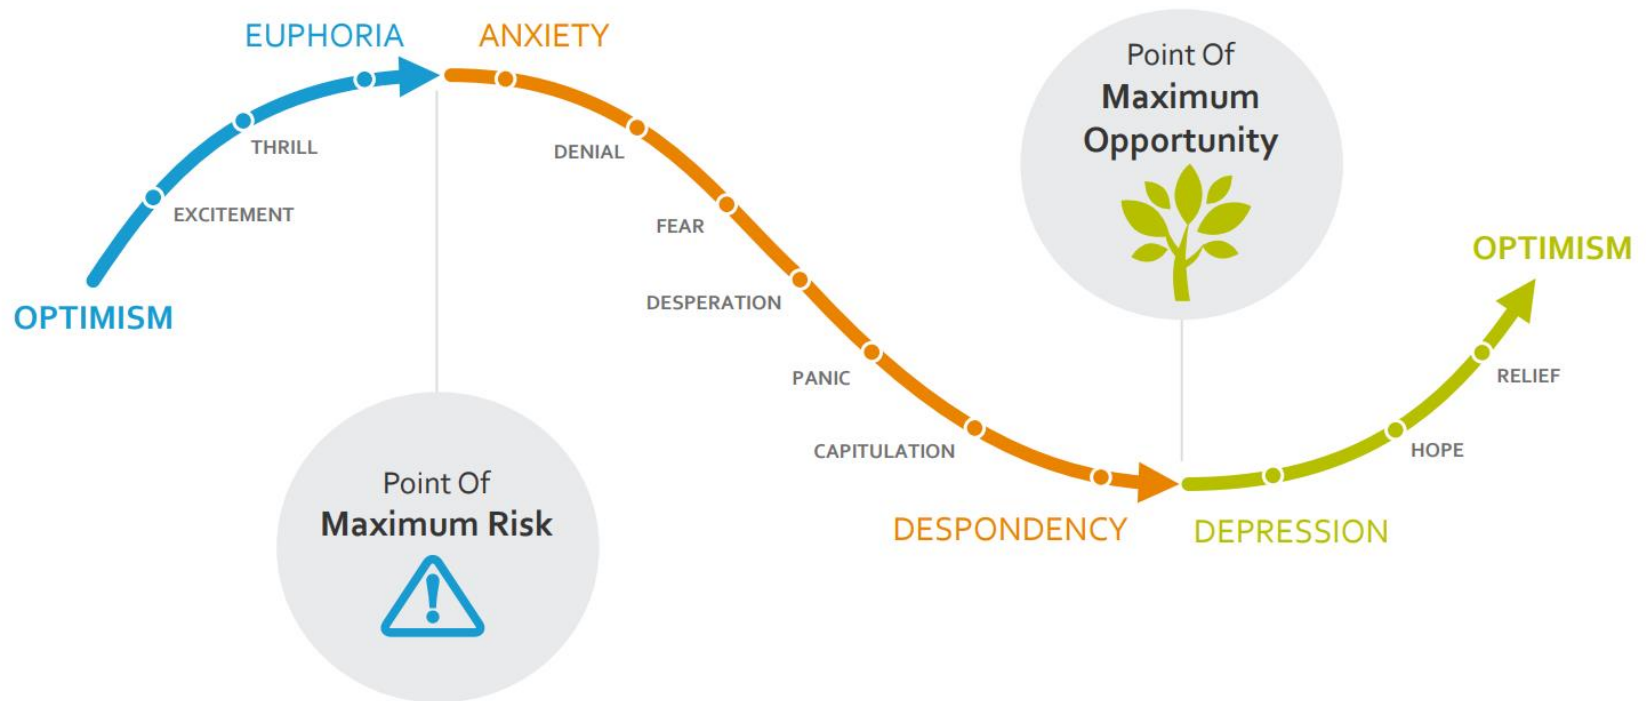 EUPHORIA
ANXIETY
THRILL
EXCITEMENT
OPTIMISM
Point Of
Maximum Risk
DENIAL
FEAR
DESPERATION
PANIC
CAPITULATION
DESPONDENCY
Point Of
Maximum
Opportunity
DEPRESSION
HOPE
RELIEF
OPTIMISM